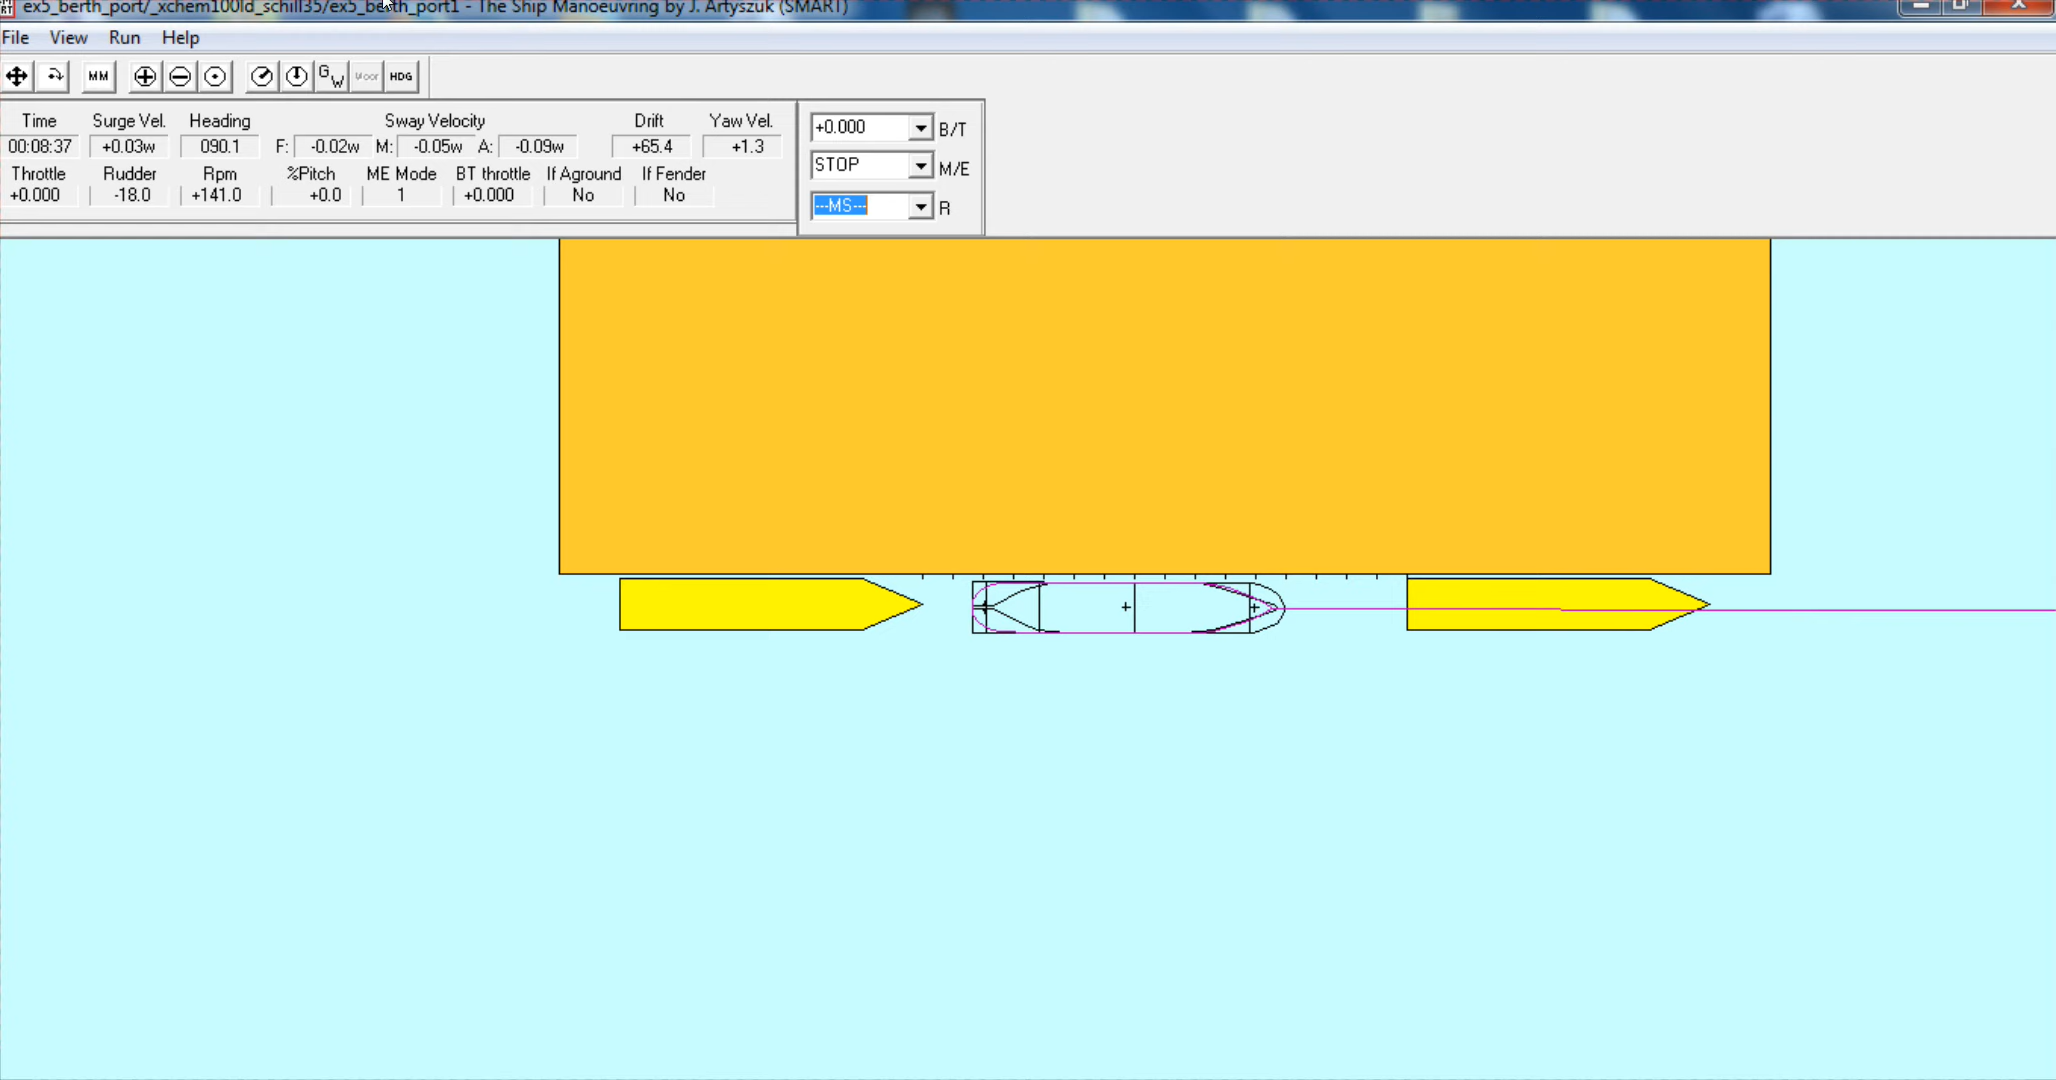 ex5_berth_port/_xchem100ld_schill35/ex5_berth_port1 - The Ship Manoeuvring by J. Artyszuk (SMART)
File View Run Help
MM GW Moor HDG
Time Surge Vel. Heading Sway Velocity Drift Yaw Vel.
00:08:37 +0.03w 090.1 F: -0.02w M: -0.05w A: -0.09w +65.4 +1.3
Throttle Rudder Rpm %Pitch ME Mode BT throttle If Aground If Fender
+0.000 -18.0 +141.0 +0.0 1 +0.000 No No
+0.000 B/T
STOP M/E
---MS--- R